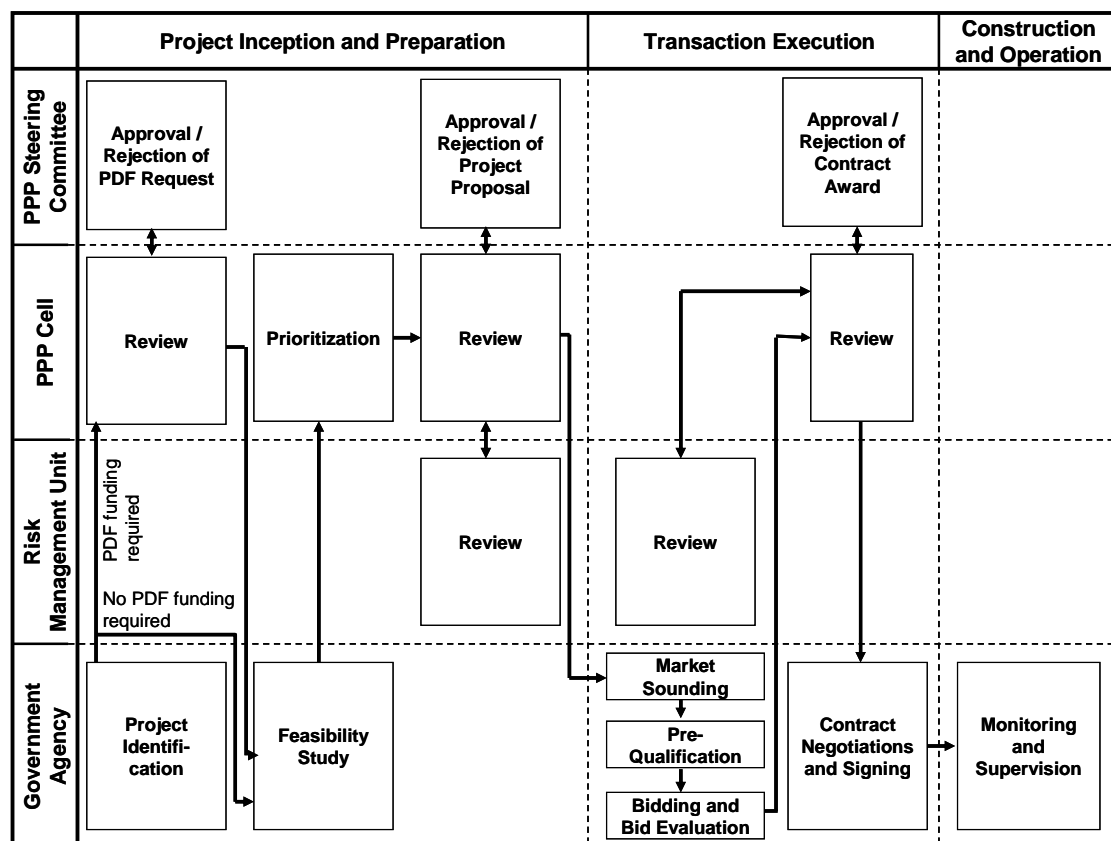 Project Inception and Preparation
Transaction Execution
Construction
and Operation
PPP Steering
Committee
Approval /
Rejection of
PDF Request
Approval /
Rejection of
Project
Proposal
Approval /
Rejection of
Contract
Award
PPP Cell
Review
Prioritization
Review
Review
Risk
Management Unit
PDF funding
required
No PDF funding
required
Review
Review
Government
Agency
Project
Identifi-
cation
Feasibility
Study
Market
Sounding
Pre-
Qualification
Bidding and
Bid Evaluation
Contract
Negotiations
and Signing
Monitoring
and
Supervision